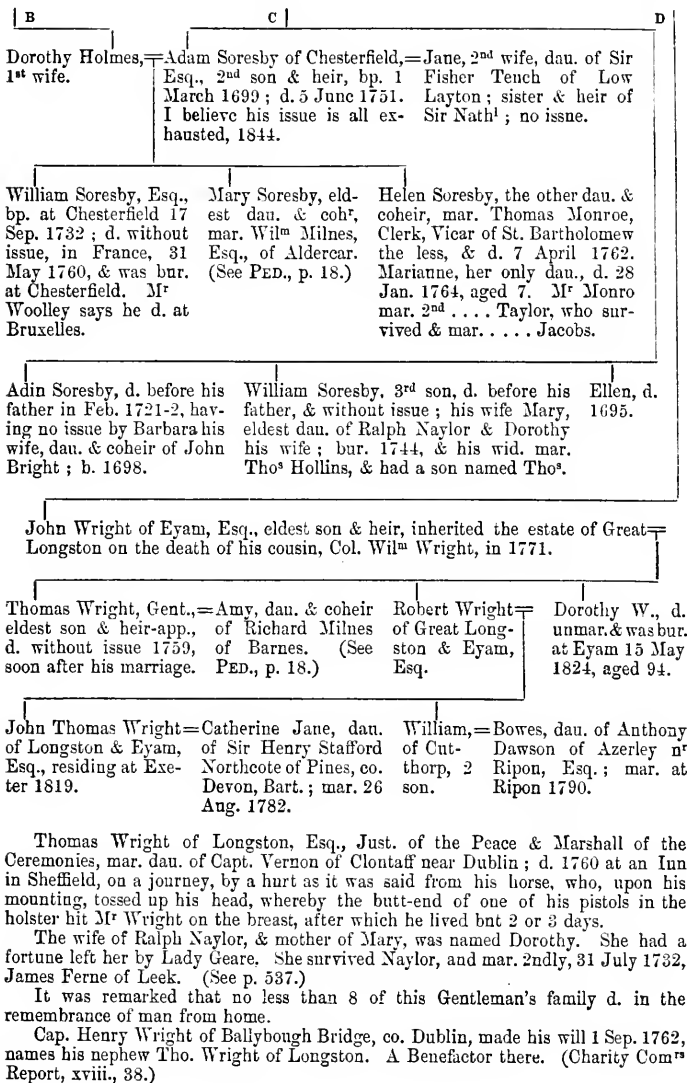 B C D
Dorothy Holmes,=Adam Soresby of Chesterfield,=Jane, 2nd wife, dau. of Sir
1st wife. Esq., 2nd son & heir, bp. 1 Fisher Tench of Low
March 1699 ; d. 5 June 1751. Layton ; sister & heir of
I believe his issue is all ex- Sir Nathl ; no issue.
hausted, 1844.
William Soresby, Esq.,
bp. at Chesterfield 17
Sep. 1732 ; d. without
issue, in France, 31
May 1760, & was bur.
at Chesterfield. Mr
Woolley says he d. at
Bruxelles.
Mary Soresby, eld-
est dau. & cohr,
mar. Wilm Milnes,
Esq., of Aldercar.
(See PED., p. 18.)
Helen Soresby, the other dau. &
coheir, mar. Thomas Monroe,
Clerk, Vicar of St. Bartholomew
the less, & d. 7 April 1762.
Marianne, her only dau., d. 28
Jan. 1764, aged 7. Mr Monro
mar. 2nd .... Taylor, who sur-
vived & mar..... Jacobs.
Adin Soresby, d. before his
father in Feb. 1721-2, hav-
ing no issue by Barbara his
wife, dau. & coheir of John
Bright ; b. 1698.
William Soresby, 3rd son, d. before his
father, & without issue ; his wife Mary,
eldest dau. of Ralph Naylor & Dorothy
his wife ; bur. 1744, & his wid. mar.
Thos Hollins, & had a son named Thos.
Ellen, d.
1695.
John Wright of Eyam, Esq., eldest son & heir, inherited the estate of Great=
Longston on the death of his cousin, Col. Wilm Wright, in 1771.
Thomas Wright, Gent.,=
eldest son & heir-app.,
d. without issue 1759,
soon after his marriage.
Amy, dau. & coheir
of Richard Milnes
of Barnes. (See
PED., p. 18.)
Robert Wright=
of Great Long-
ston & Eyam,
Esq.
Dorothy W., d.
unmar. & was bur.
at Eyam 15 May
1824, aged 94.
John Thomas Wright=
of Longston & Eyam,
Esq., residing at Exe-
ter 1819.
Catherine Jane, dau.
of Sir Henry Stafford
Northcote of Pines, co.
Devon, Bart. ; mar. 26
Aug. 1782.
William,=
of Cut-
thorp, 2
son.
Bowes, dau. of Anthony
Dawson of Azerley nr
Ripon, Esq. ; mar. at
Ripon 1790.
Thomas Wright of Longston, Esq., Just. of the Peace & Marshall of the
Ceremonies, mar. dau. of Capt. Vernon of Clontaff near Dublin ; d. 1760 at an Inn
in Sheffield, on a journey, by a hurt as it was said from his horse, who, upon his
mounting, tossed up his head, whereby the butt-end of one of his pistols in the
holster hit Mr Wright on the breast, after which he lived but 2 or 3 days.
The wife of Ralph Naylor, & mother of Mary, was named Dorothy. She had a
fortune left her by Lady Geare. She survived Naylor, and mar. 2ndly, 31 July 1732,
James Ferne of Leek. (See p. 537.)
It was remarked that no less than 8 of this Gentleman's family d. in the
remembrance of man from home.
Cap. Henry Wright of Ballybough Bridge, co. Dublin, made his will 1 Sep. 1762,
names his nephew Tho. Wright of Longston. A Benefactor there. (Charity Comrs
Report, xviii., 38.)